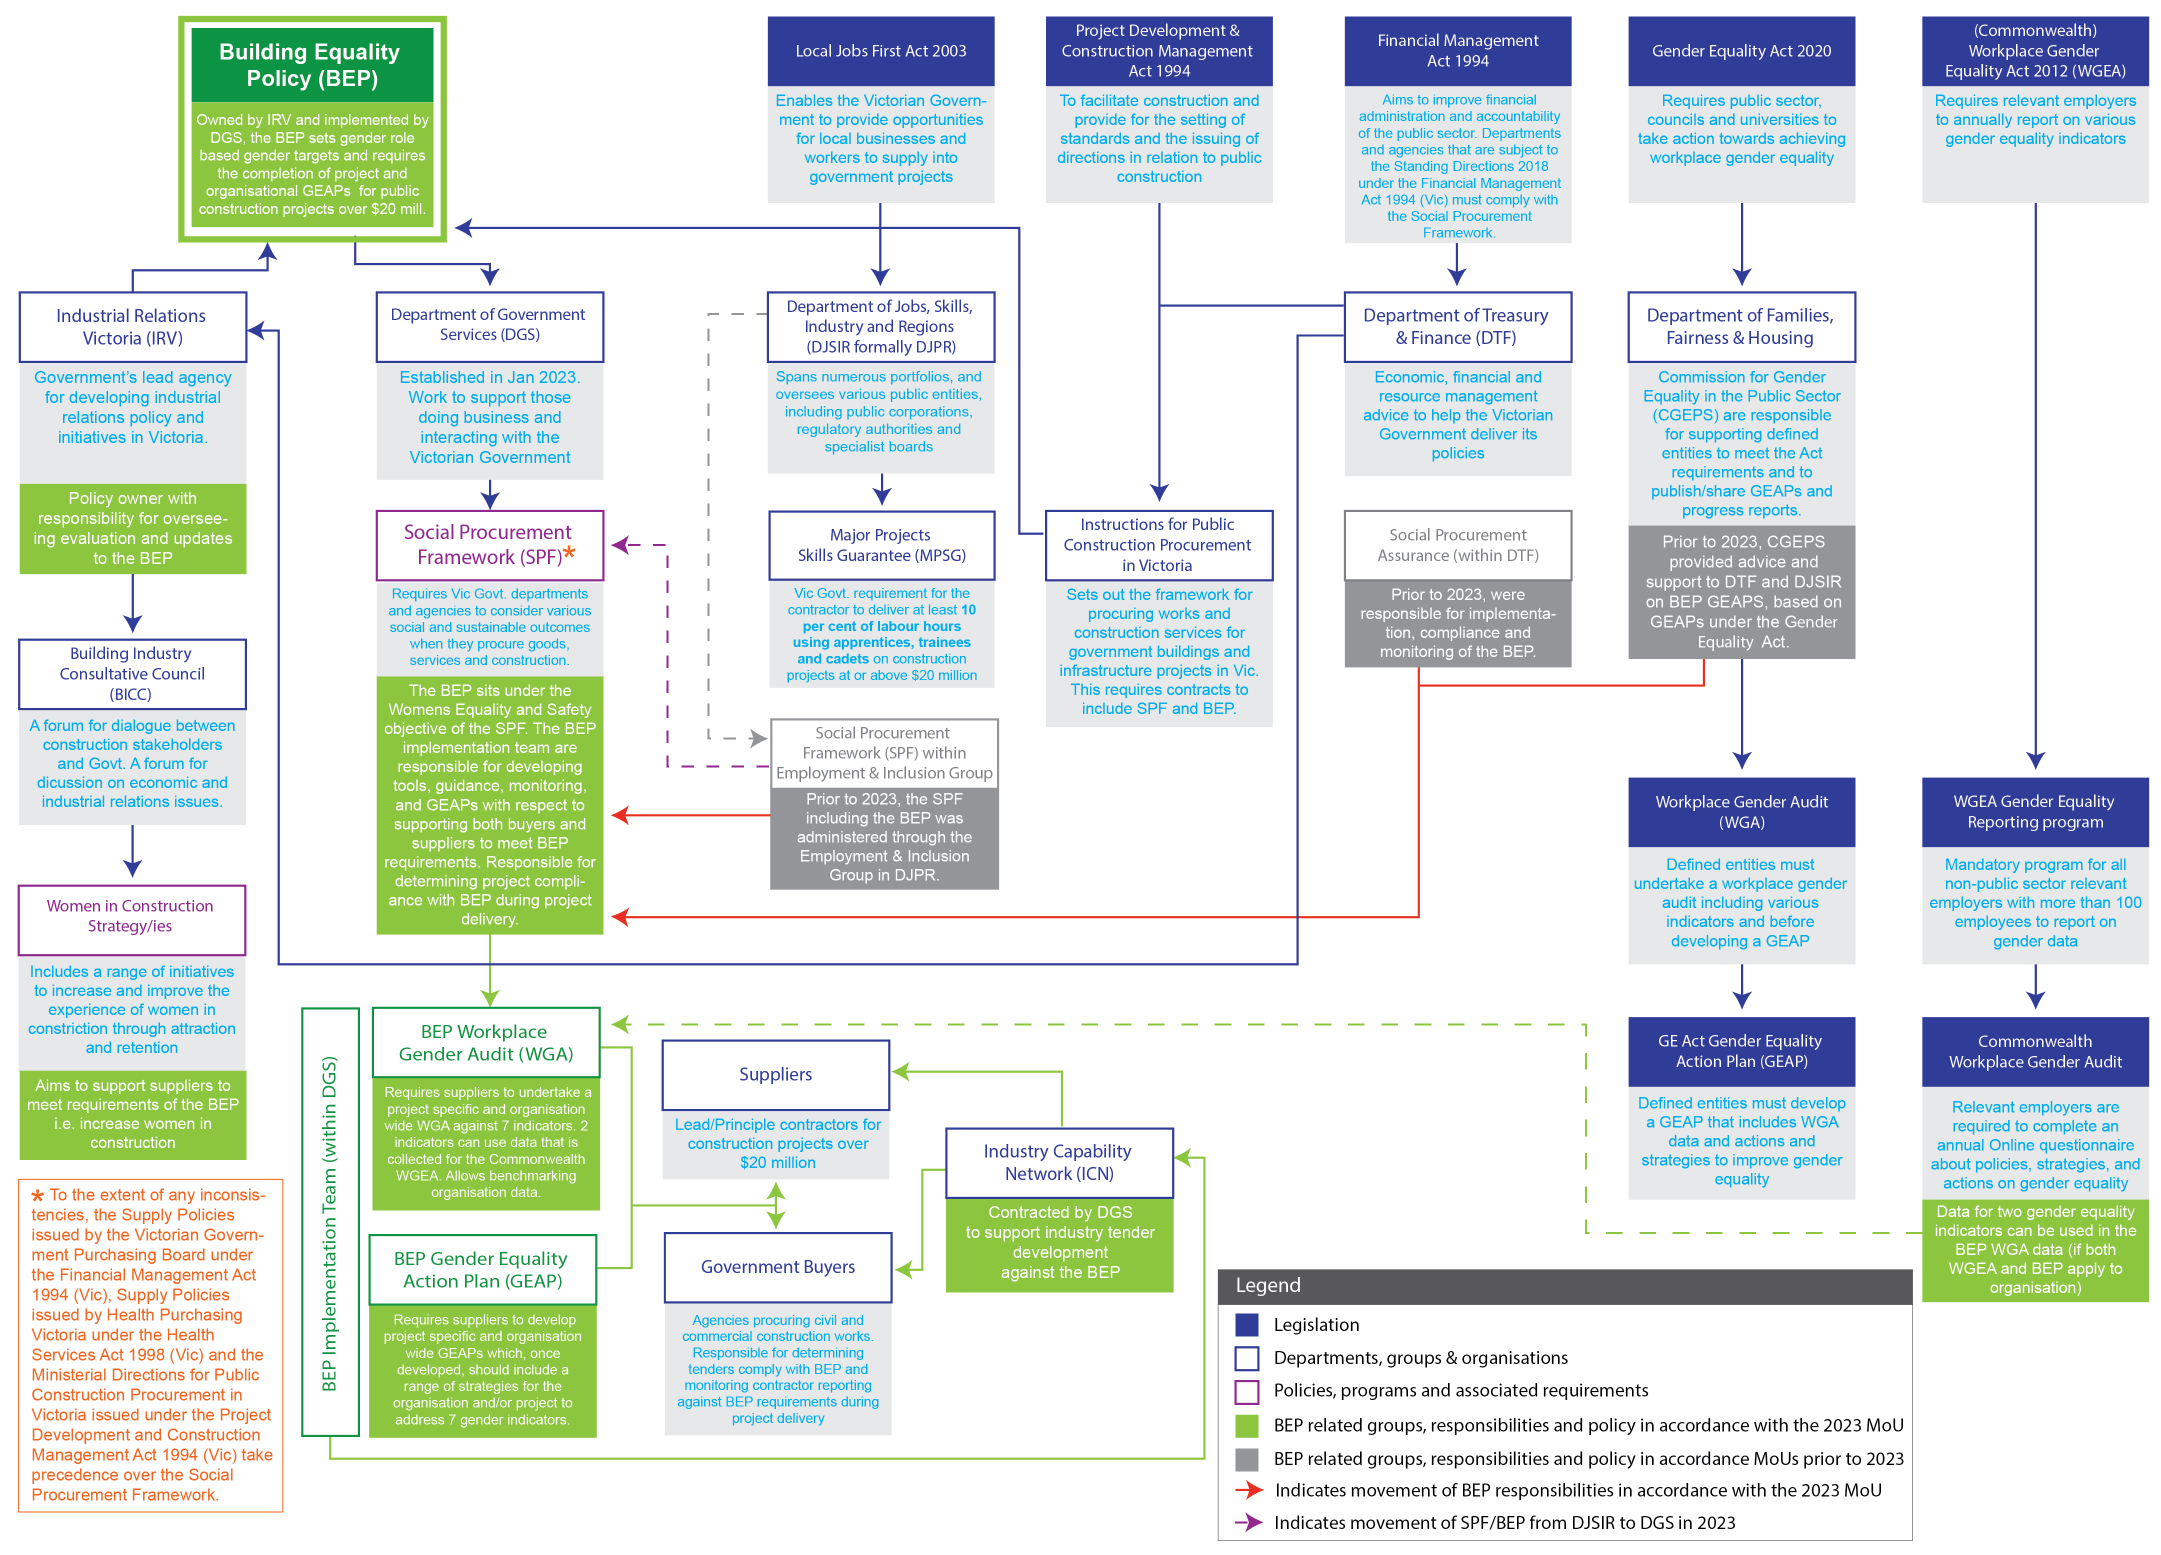 Building Equality
Policy (BEP)
Owned by IRV and implemented by
DGS, the BEP sets gender role
based gender targets and requires
the completion of project and
organisational GEAPs for public
construction projects over $20 mill.
Local Jobs First Act 2003
Enables the Victorian Govern-
ment to provide opportunities
for local businesses and
workers to supply into
government projects
Project Development &
Construction Management
Act 1994
To facilitate construction and
provide for the setting of
standards and the issuing of
directions in relation to public
construction
Financial Management
Act 1994
Aims to improve financial
administration and accountability
of the public sector. Departments
and agencies that are subject to
the Standing Directions 2018
under the Financial Management
Act 1994 (Vic) must comply with
the Social Procurement
Framework.
Gender Equality Act 2020
Requires public sector,
councils and universities to
take action towards achieving
workplace gender equality
(Commonwealth)
Workplace Gender
Equality Act 2012 (WGEA)
Requires relevant employers
to annually report on various
gender equality indicators
Industrial Relations
Victoria (IRV)
Government's lead agency
for developing industrial
relations policy and
initiatives in Victoria.
Policy owner with
responsibility for oversee-
ing evaluation and updates
to the BEP
Department of Government
Services (DGS)
Established in Jan 2023.
Work to support those
doing business and
interacting with the
Victorian Government
Department of Jobs, Skills,
Industry and Regions
(DJSIR formally DJPR)
Spans numerous portfolios, and
oversees various public entities,
including public corporations,
regulatory authorities and
specialist boards
Department of Treasury
& Finance (DTF)
Economic, financial and
resource management
advice to help the Victorian
Government deliver its
policies
Department of Families,
Fairness & Housing
Commission for Gender
Equality in the Public Sector
(CGEPS) are responsible
for supporting defined
entities to meet the Act
requirements and to
publish/share GEAPs and
progress reports.
Prior to 2023, CGEPS
provided advice and
support to DTF and DJSIR
on BEP GEAPS, based on
GEAPs under the Gender
Equality Act.
Social Procurement
Framework (SPF)*
Requires Vic Govt. departments
and agencies to consider various
social and sustainable outcomes
when they procure goods,
services and construction.
The BEP sits under the
Womens Equality and Safety
objective of the SPF. The BEP
implementation team are
responsible for developing
tools, guidance, monitoring,
and GEAPs with respect to
supporting both buyers and
suppliers to meet BEP
requirements. Responsible for
determining project compli-
ance with BEP during project
delivery.
Major Projects
Skills Guarantee (MPSG)
Vic Govt. requirement for the
contractor to deliver at least 10
per cent of labour hours
using apprentices, trainees
and cadets on construction
projects at or above $20 million
Instructions for Public
Construction Procurement
in Victoria
Sets out the framework for
procuring works and
construction services for
government buildings and
infrastructure projects in Vic.
This requires contracts to
include SPF and BEP.
Social Procurement
Assurance (within DTF)
Prior to 2023, were
responsible for implementa-
tion, compliance and
monitoring of the BEP.
Building Industry
Consultative Council
(BICC)
A forum for dialogue between
construction stakeholders
and Govt. A forum for
dicussion on economic and
industrial relations issues.
Social Procurement
Framework (SPF) within
Employment & Inclusion Group
Prior to 2023, the SPF
including the BEP was
administered through the
Employment & Inclusion
Group in DJPR.
Workplace Gender Audit
(WGA)
Defined entities must
undertake a workplace gender
audit including various
indicators and before
developing a GEAP
WGEA Gender Equality
Reporting program
Mandatory program for all
non-public sector relevant
employers with more than 100
employees to report on
gender data
Women in Construction
Strategy/ies
Includes a range of initiatives
to increase and improve the
experience of women in
constriction through attraction
and retention
Aims to support suppliers to
meet requirements of the BEP
i.e. increase women in
construction
BEP Implementation Team (within DGS)
BEP Workplace
Gender Audit (WGA)
Requires suppliers to undertake a
project specific and organisation
wide WGA against 7 indicators. 2
indicators can use data that is
collected for the Commonwealth
WGEA. Allows benchmarking
organisation data.
BEP Gender Equality
Action Plan (GEAP)
Requires suppliers to develop
project specific and organisation
wide GEAPs which, once
developed, should include a
range of strategies for the
organisation and/or project to
address 7 gender indicators.
Suppliers
Lead/Principle contractors for
construction projects over
$20 million
Government Buyers
Agencies procuring civil and
commercial construction works.
Responsible for determining
tenders comply with BEP and
monitoring contractor reporting
against BEP requirements during
project delivery
Industry Capability
Network (ICN)
Contracted by DGS
to support industry tender
development
against the BEP
GE Act Gender Equality
Action Plan (GEAP)
Defined entities must develop
a GEAP that includes WGA
data and actions and
strategies to improve gender
equality
Commonwealth
Workplace Gender Audit
Relevant employers are
required to complete an
annual Online questionnaire
about policies, strategies, and
actions on gender equality
Data for two gender equality
indicators can be used in the
BEP WGA data (if both
WGEA and BEP apply to
organisation)
* To the extent of any inconsis-
tencies, the Supply Policies
issued by the Victorian Govern-
ment Purchasing Board under
the Financial Management Act
1994 (Vic), Supply Policies
issued by Health Purchasing
Victoria under the Health
Services Act 1998 (Vic) and the
Ministerial Directions for Public
Construction Procurement in
Victoria issued under the Project
Development and Construction
Management Act 1994 (Vic) take
precedence over the Social
Procurement Framework.
Legend
Legislation
Departments, groups & organisations
Policies, programs and associated requirements
BEP related groups, responsibilities and policy in accordance with the 2023 MoU
BEP related groups, responsibilities and policy in accordance MoUs prior to 2023
Indicates movement of BEP responsibilities in accordance with the 2023 MoU
Indicates movement of SPF/BEP from DJSIR to DGS in 2023